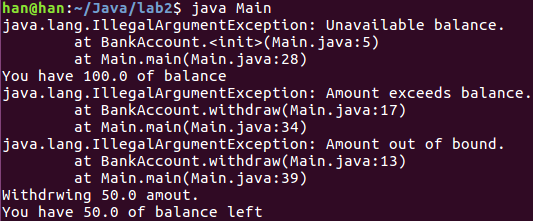 han@han:~/Java/lab2$ java Main
java.lang.IllegalArgumentException: Unavailable balance.
        at BankAccount.<init>(Main.java:5)
        at Main.main(Main.java:28)
You have 100.0 of balance
java.lang.IllegalArgumentException: Amount exceeds balance.
        at BankAccount.withdraw(Main.java:17)
        at Main.main(Main.java:34)
java.lang.IllegalArgumentException: Amount out of bound.
        at BankAccount.withdraw(Main.java:13)
        at Main.main(Main.java:39)
Withdrwing 50.0 amout.
You have 50.0 of balance left